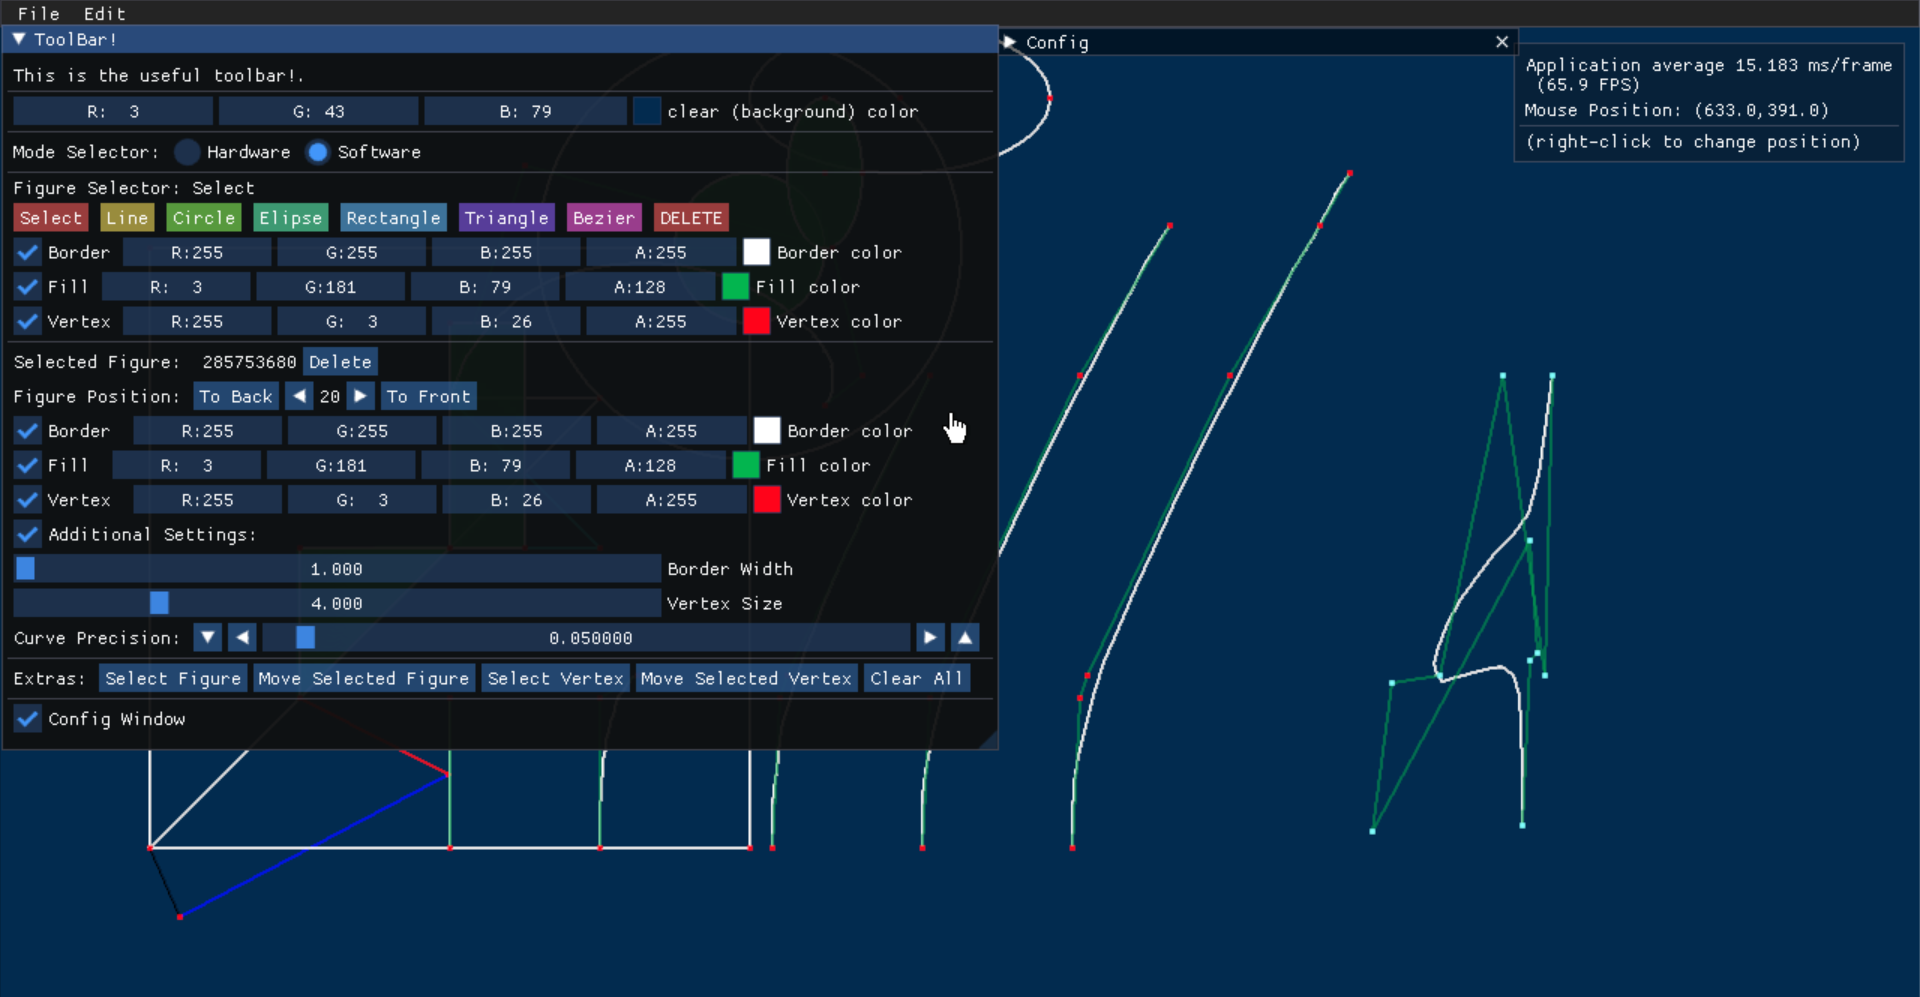 File Edit
ToolBar!
This is the useful toolbar!.
R: 3 G: 43 B: 79 clear (background) color
Mode Selector: Hardware Software
Figure Selector: Select
Select Line Circle Elipse Rectangle Triangle Bezier DELETE
Border R:255 G:255 B:255 A:255 Border color
Fill R: 3 G:181 B: 79 A:128 Fill color
Vertex R:255 G: 3 B: 26 A:255 Vertex color
Selected Figure: 285753680 Delete
Figure Position: To Back 20 To Front
Border R:255 G:255 B:255 A:255 Border color
Fill R: 3 G:181 B: 79 A:128 Fill color
Vertex R:255 G: 3 B: 26 A:255 Vertex color
Additional Settings:
1.000 Border Width
4.000 Vertex Size
Curve Precision: 0.050000
Extras: Select Figure Move Selected Figure Select Vertex Move Selected Vertex Clear All
Config Window
Config
Application average 15.183 ms/frame
(65.9 FPS)
Mouse Position: (633.0,391.0)
(right-click to change position)